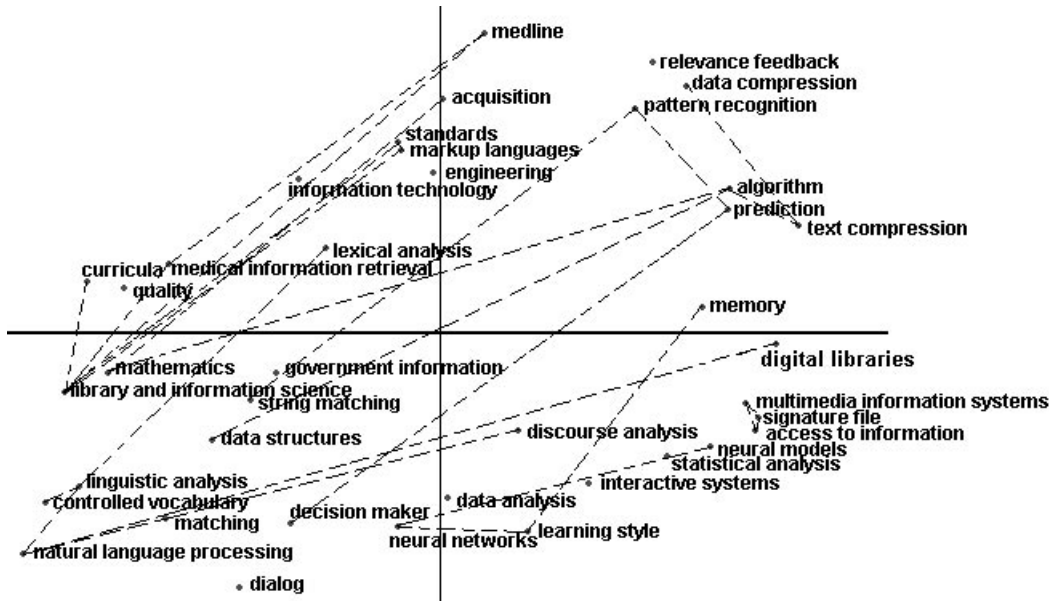 medline
relevance feedback
data compression
acquisition
pattern recognition
standards
markup languages
engineering
information technology
algorithm
prediction
text compression
lexical analysis
curricula
medical information retrieval
quality
memory
digital libraries
mathematics
government information
library and information science
string matching
multimedia information systems
signature file
data structures
discourse analysis
access to information
neural models
statistical analysis
linguistic analysis
interactive systems
controlled vocabulary
data analysis
decision maker
matching
learning style
neural networks
natural language processing
dialog